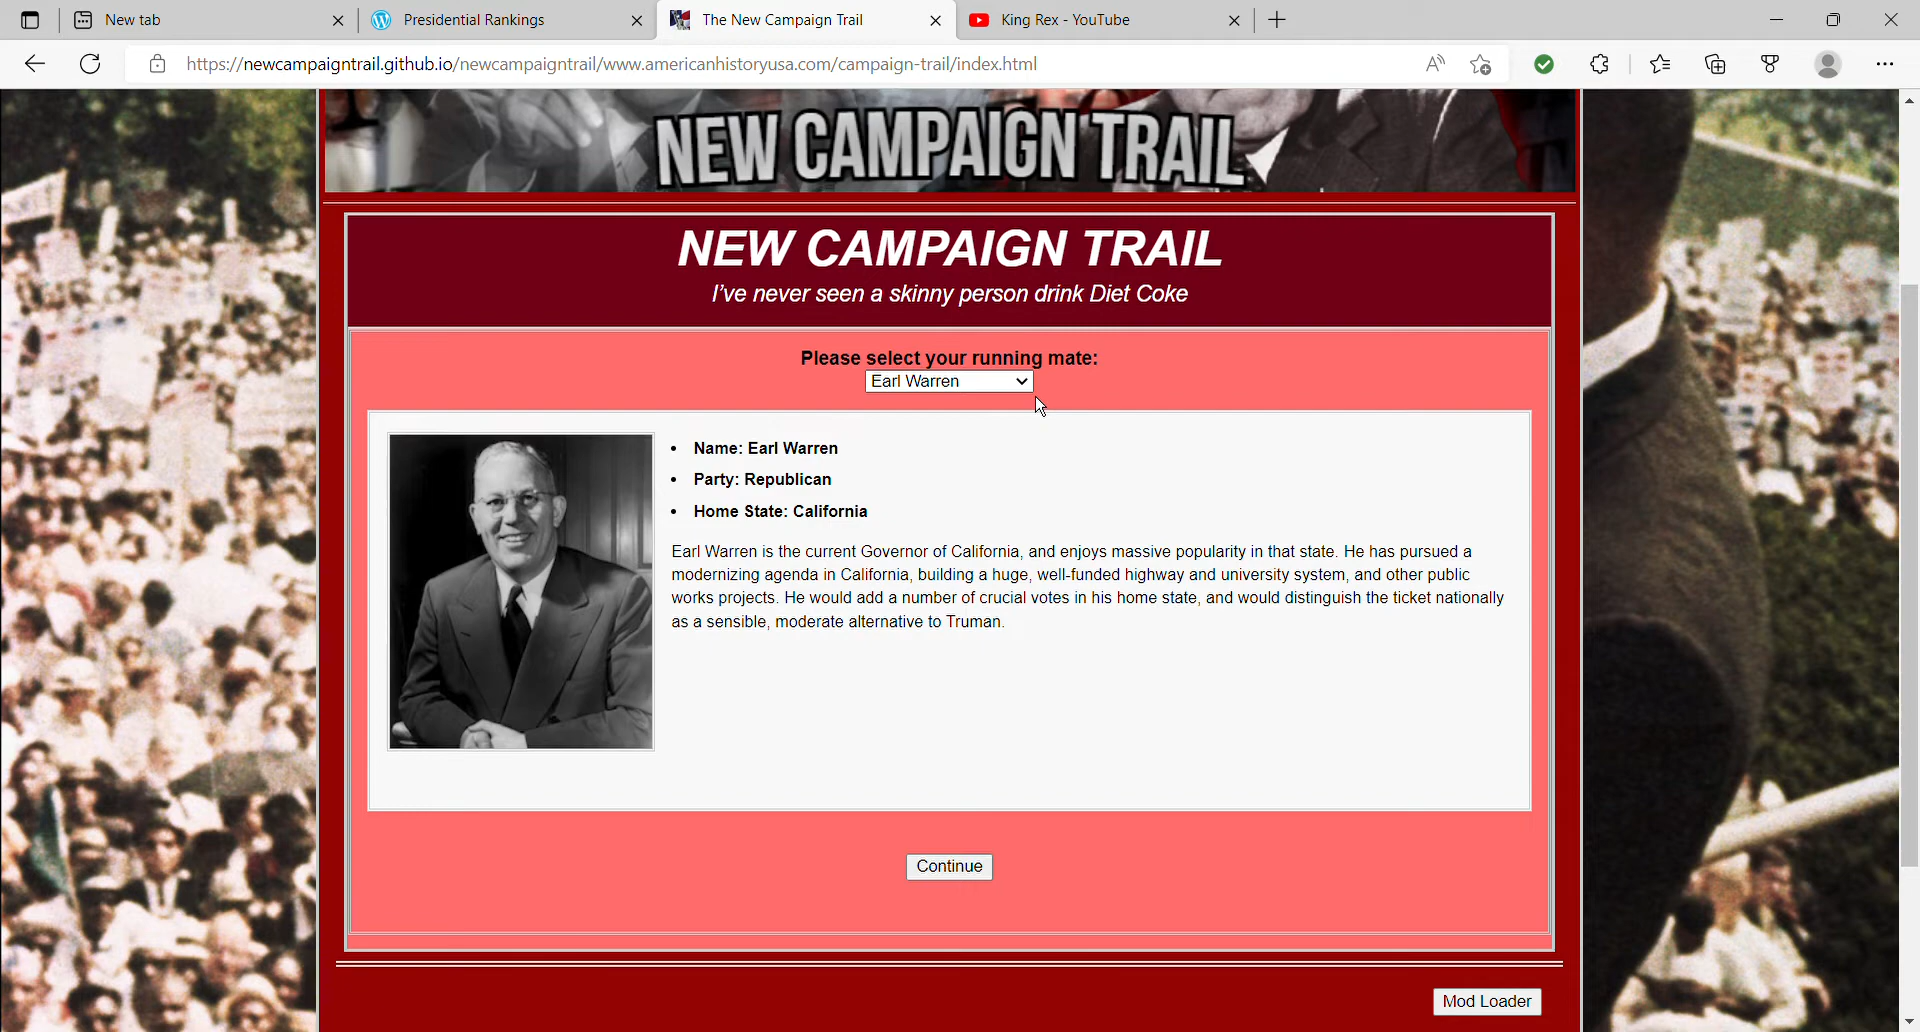 New tab
Presidential Rankings
The New Campaign Trail
King Rex - YouTube
https://newcampaigntrail.github.io/newcampaigntrail/www.americanhistoryusa.com/campaign-trail/index.html
NEW CAMPAIGN TRAIL
NEW CAMPAIGN TRAIL
I've never seen a skinny person drink Diet Coke
Please select your running mate:
Earl Warren
• Name: Earl Warren
• Party: Republican
• Home State: California
Earl Warren is the current Governor of California, and enjoys massive popularity in that state. He has pursued a
modernizing agenda in California, building a huge, well-funded highway and university system, and other public
works projects. He would add a number of crucial votes in his home state, and would distinguish the ticket nationally
as a sensible, moderate alternative to Truman.
Continue
Mod Loader